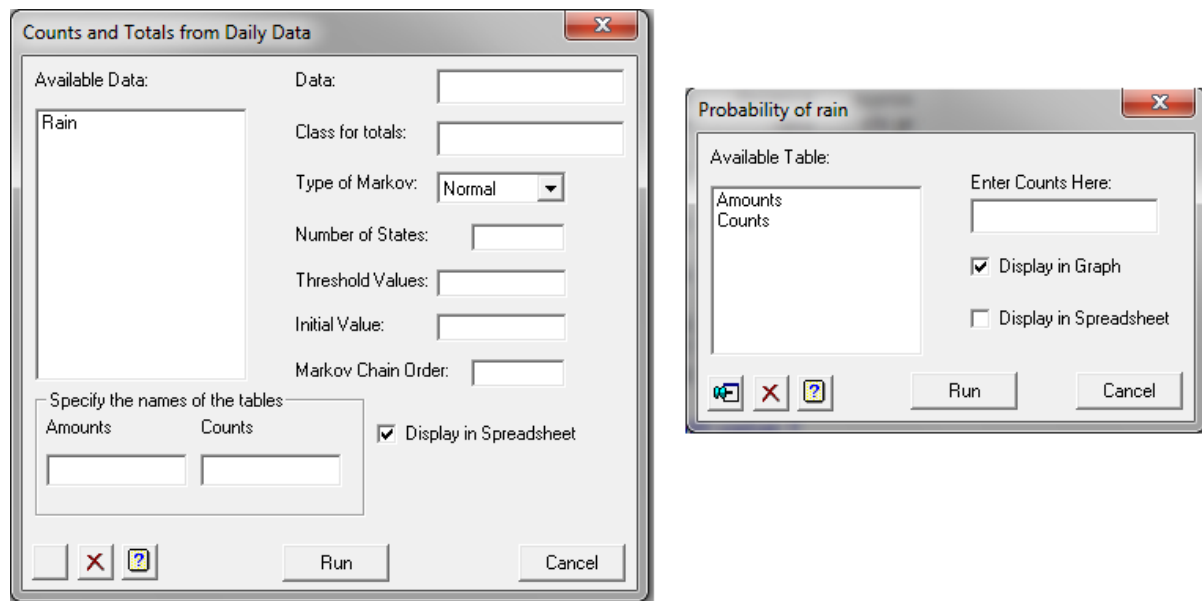 Counts and Totals from Daily Data
Available Data:
Rain
Data:
Class for totals:
Type of Markov: Normal
Number of States:
Threshold Values:
Initial Value:
Markov Chain Order:
Specify the names of the tables
Amounts Counts
Display in Spreadsheet
Run Cancel
Probability of rain
Available Table:
Amounts
Counts
Enter Counts Here:
Display in Graph
Display in Spreadsheet
Run Cancel